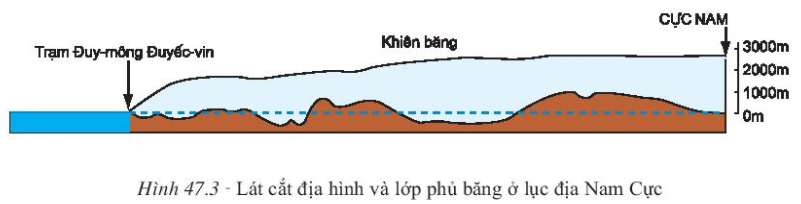 CỰC NAM
Trạm Đuy-mông Đuyếc-vin
Khiên băng
3000m
2000m
1000m
0m
Hình 47.3 - Lát cắt địa hình và lớp phủ băng ở lục địa Nam Cực